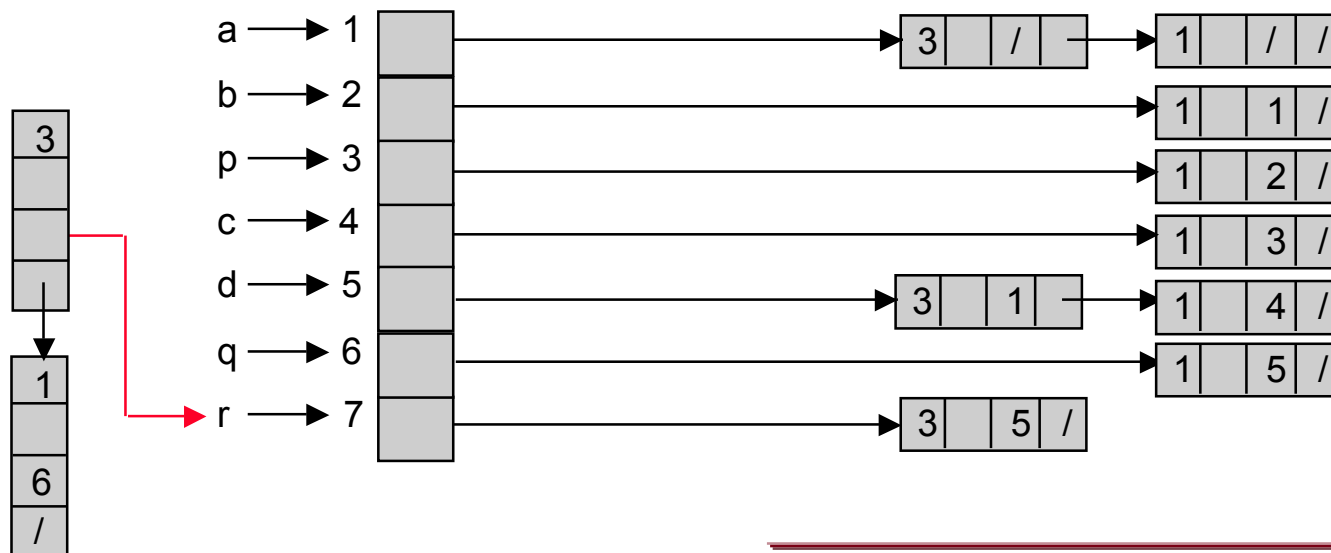 a 1 3 / 1 / /
b 2 1 1 /
3
p 3 1 2 /
c 4 1 3 /
d 5 3 1 1 4 /
q 6 1 5 /
1
r 7 3 5 /
6
/